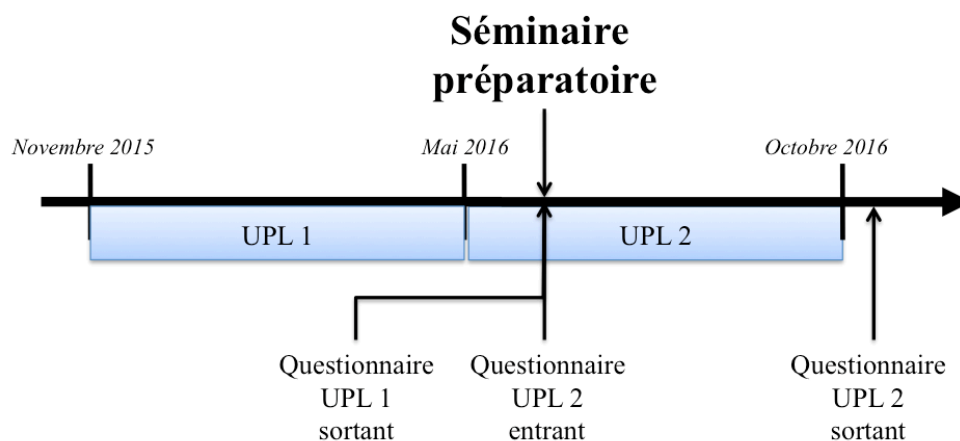 Séminaire
préparatoire
Novembre 2015
Mai 2016
Octobre 2016
UPL 1
UPL 2
Questionnaire
UPL 1
sortant
Questionnaire
UPL 2
entrant
Questionnaire
UPL 2
sortant